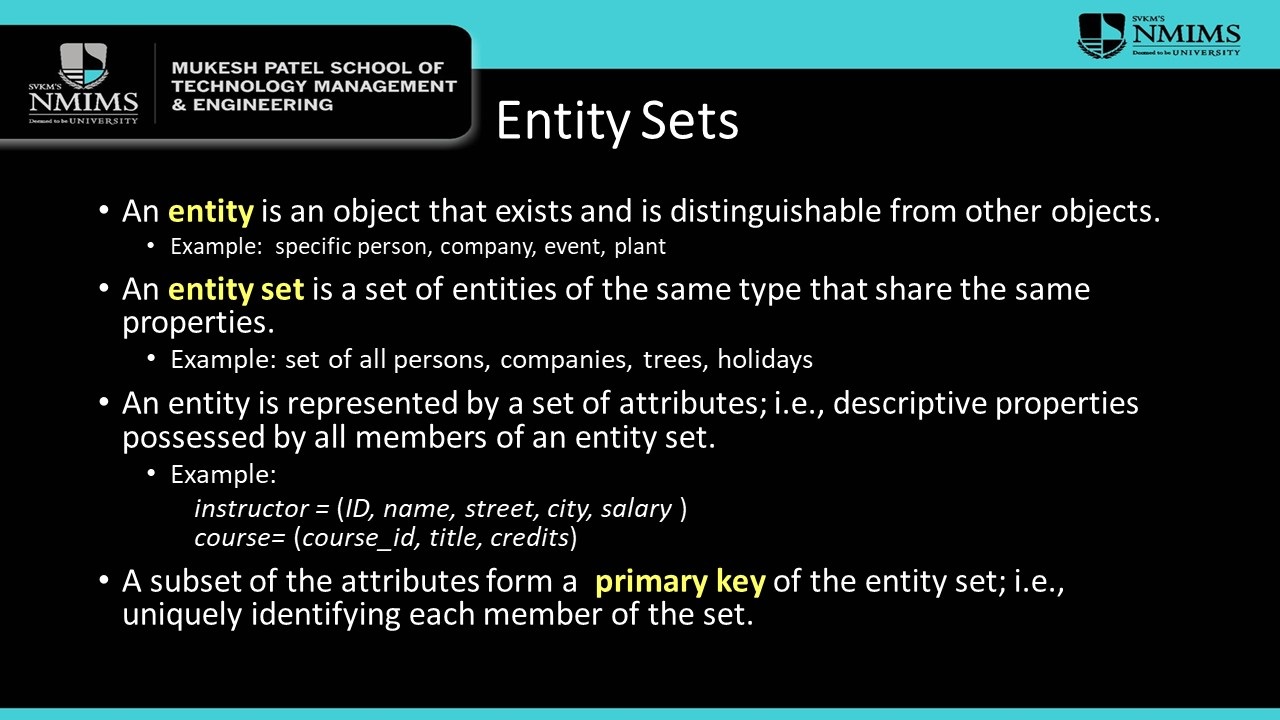 SVKM'S
NMIMS
Deemed to be UNIVERSITY
MUKESH PATEL SCHOOL OF
TECHNOLOGY MANAGEMENT
& ENGINEERING
SVKM'S
NMIMS
Deemed to be UNIVERSITY
Entity Sets
• An entity is an object that exists and is distinguishable from other objects.
• Example: specific person, company, event, plant
• An entity set is a set of entities of the same type that share the same
properties.
• Example: set of all persons, companies, trees, holidays
• An entity is represented by a set of attributes; i.e., descriptive properties
possessed by all members of an entity set.
• Example:
instructor = (ID, name, street, city, salary )
course= (course_id, title, credits)
• A subset of the attributes form a primary key of the entity set; i.e.,
uniquely identifying each member of the set.